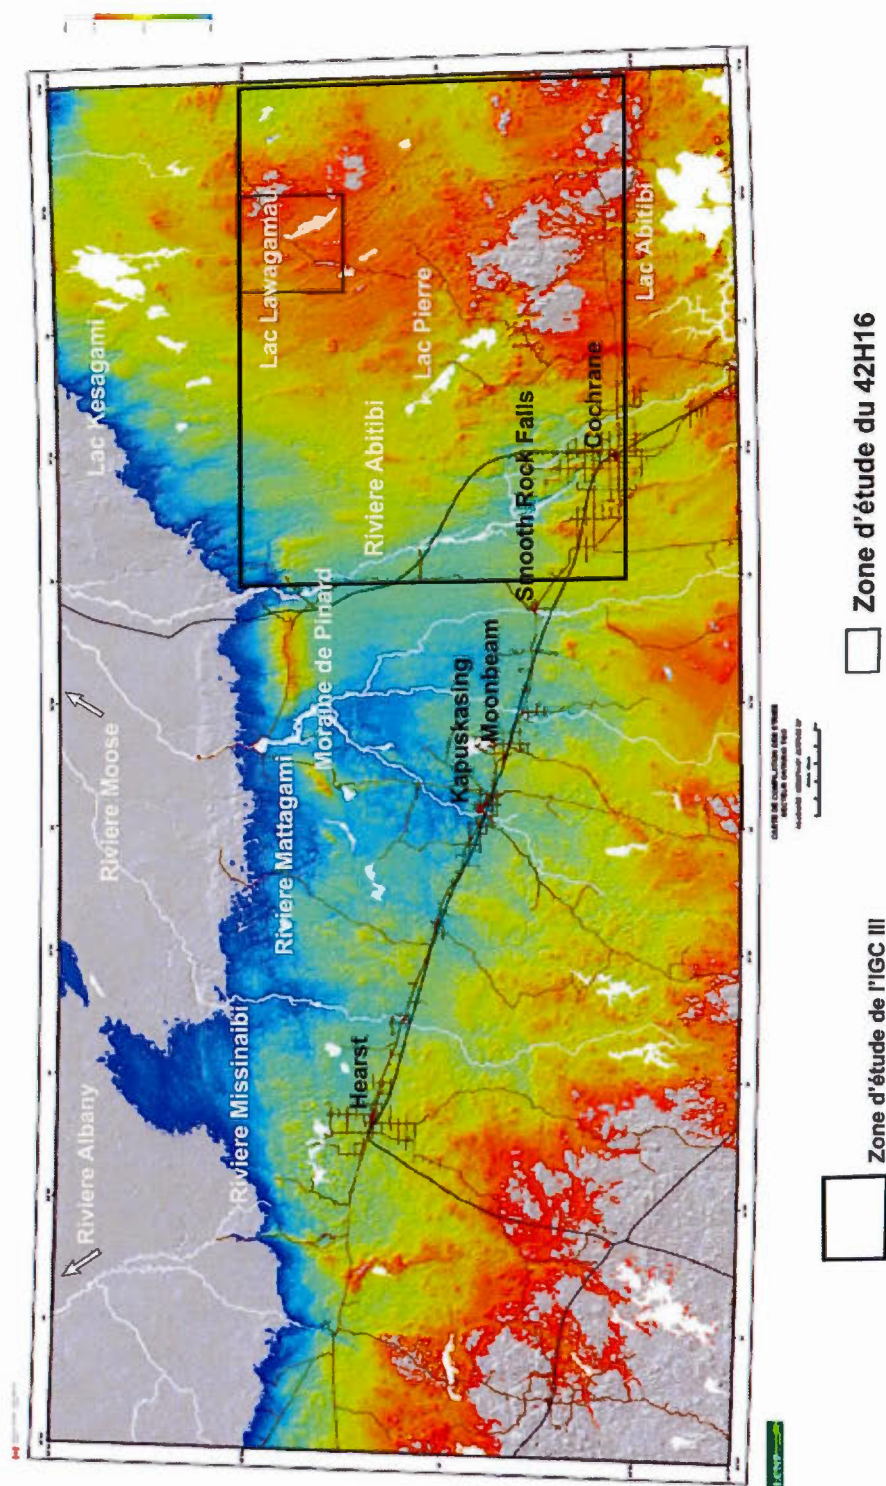 Lac Kesagami
Lac Lawagamau
Lac Pierre
Lac Abitibi
Riviere Abitibi
Cochrane
Smooth Rock Falls
Moraine de Pinard
Moonbeam
Kapuskasing
Riviere Moose
Riviere Mattagami
Hearst
Riviere Missinaibi
Riviere Albany
Zone d'étude de l'IGC III
Zone d'étude du 42H16